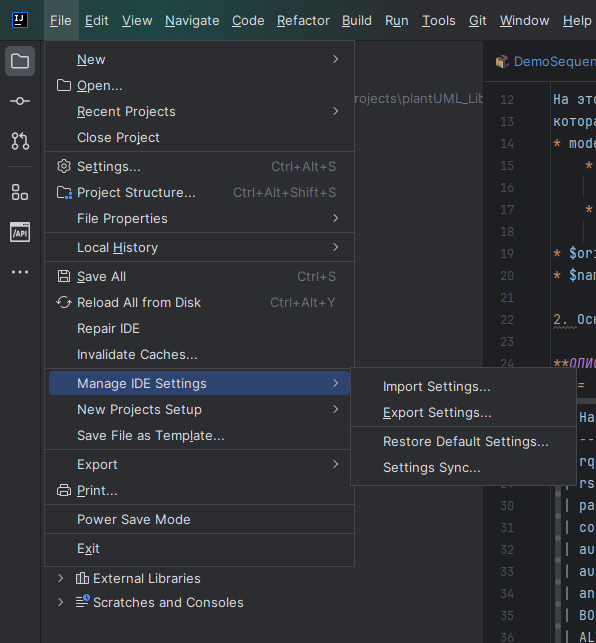 IJ
File Edit View Navigate Code Refactor Build Run Tools Git Window Help
New
Open...
Recent Projects
Close Project
Settings... Ctrl+Alt+S
Project Structure... Ctrl+Alt+Shift+S
File Properties
Local History
Save All Ctrl+S
Reload All from Disk Ctrl+Alt+Y
Repair IDE
Invalidate Caches...
Manage IDE Settings
New Projects Setup
Save File as Template...
Export
Print...
Power Save Mode
Exit
Import Settings...
Export Settings...
Restore Default Settings...
Settings Sync...
External Libraries
Scratches and Consoles
/API
rojects\plantUML_Lib
DemoSequen
12 На это
13 котора
14 * mode
15 *
16
17 *
18
19 * $ori
20 * $nam
21
22 2. Осн
23
24 **ОПИС
=
На
--
rq
rs
30 | pa
31 | co
32 | au
33 | au
34 | an
35 | BO
36 | AL